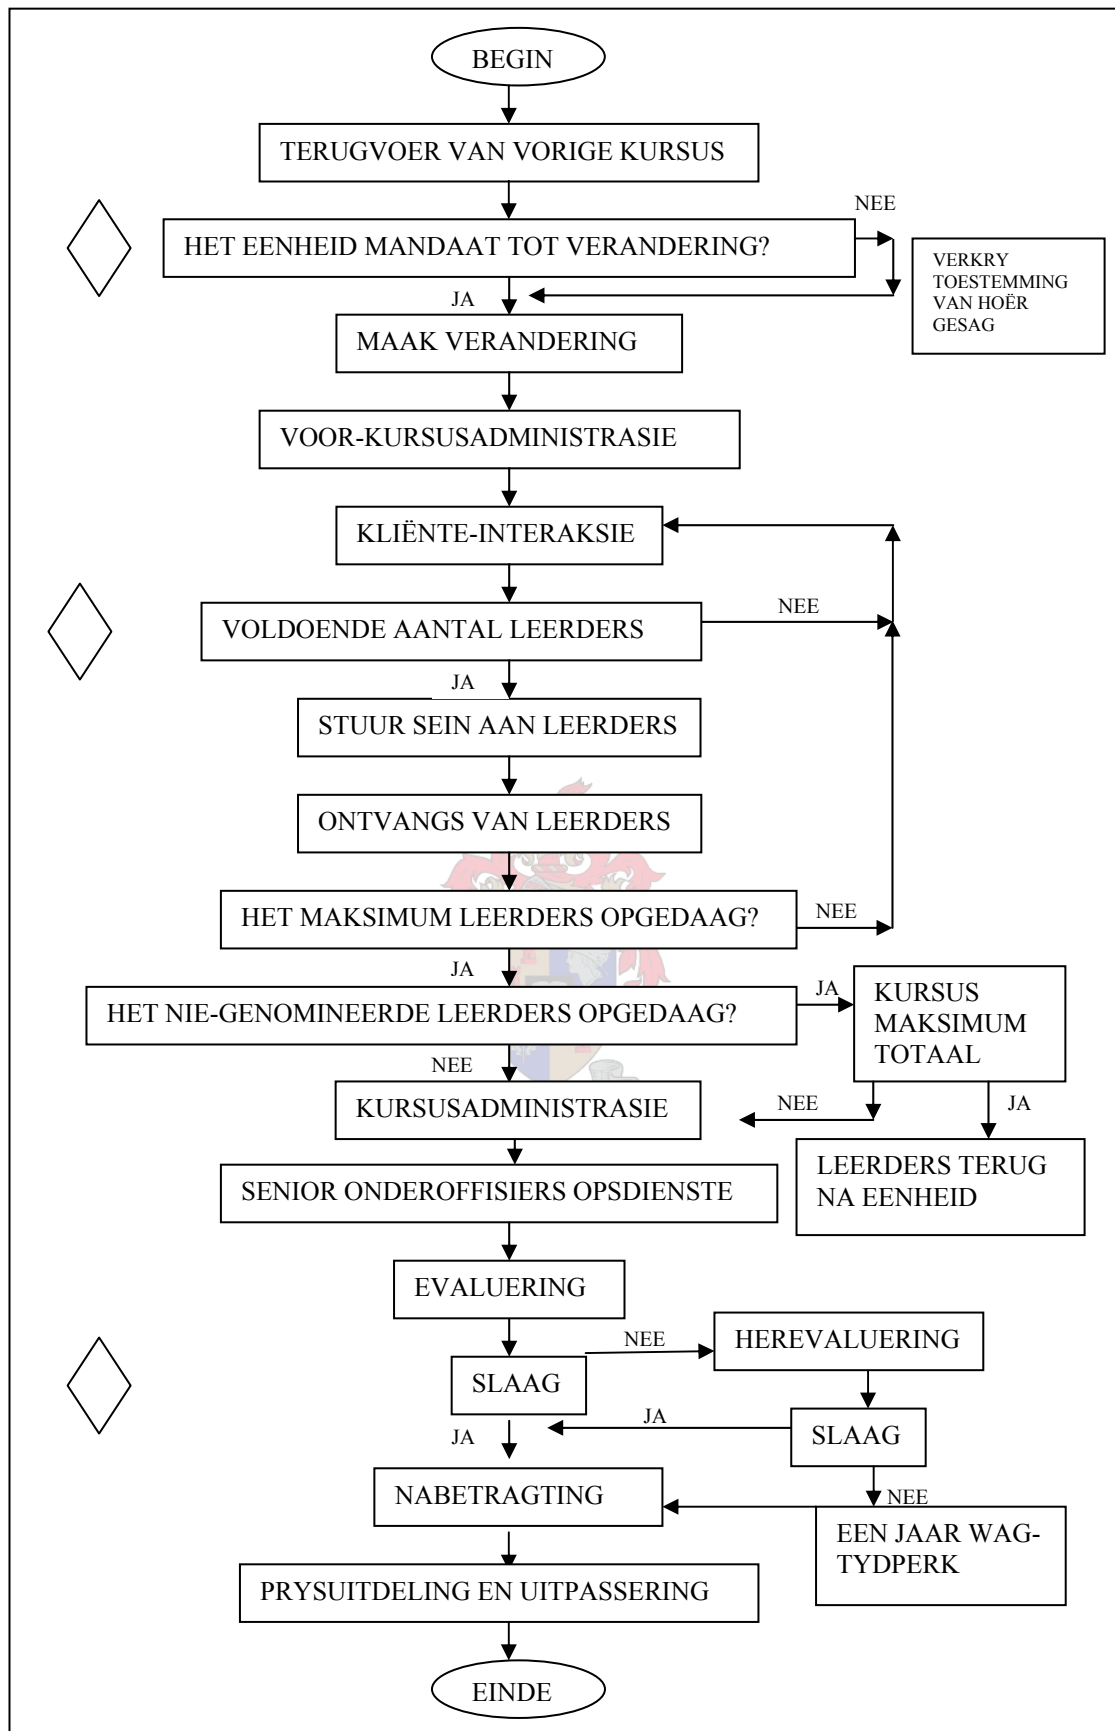 BEGIN
TERUGVOER VAN VORIGE KURSUS
NEE
HET EENHEID MANDAAT TOT VERANDERING?
VERKRY
TOESTEMMING
VAN HOËR
GESAG
JA
MAAK VERANDERING
VOOR-KURSUSADMINISTRASIE
KLIËNTE-INTERAKSIE
NEE
VOLDOENDE AANTAL LEERDERS
JA
STUUR SEIN AAN LEERDERS
ONTVANGS VAN LEERDERS
HET MAKSIMUM LEERDERS OPGEDAAG?
NEE
JA
HET NIE-GENOMINEERDE LEERDERS OPGEDAAG?
JA
KURSUS
MAKSIMUM
TOTAAL
NEE
KURSUSADMINISTRASIE
NEE
JA
LEERDERS TERUG
NA EENHEID
SENIOR ONDEROFFISIERS OPSDIENSTE
EVALUERING
NEE
HEREVALUERING
SLAAG
JA
JA
SLAAG
NEE
NABETRAGTING
EEN JAAR WAG-
TYDPERK
PRYSUITDELING EN UITPASSERING
EINDE